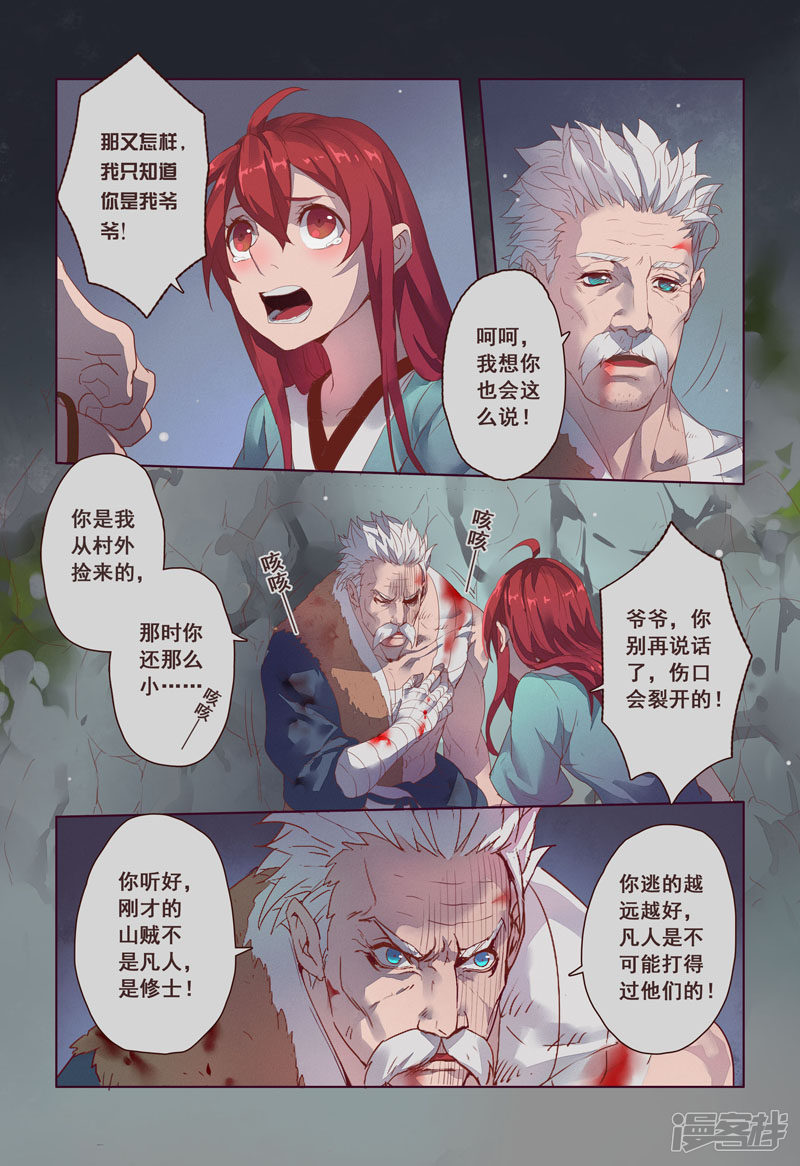 那又怎样，
我只知道
你是我爷
爷！
呵呵，
我想你
也会这
么说！
你是我
从村外
捡来的，
那时你
还那么
小……
咳咳——
咳咳——
咳咳——
爷爷，你
别再说话
了，伤口
会裂开的！
你听好，
刚才的
山贼不
是凡人，
是修士！
你逃的越
远越好，
凡人是不
可能打得
过他们的！
漫客栈